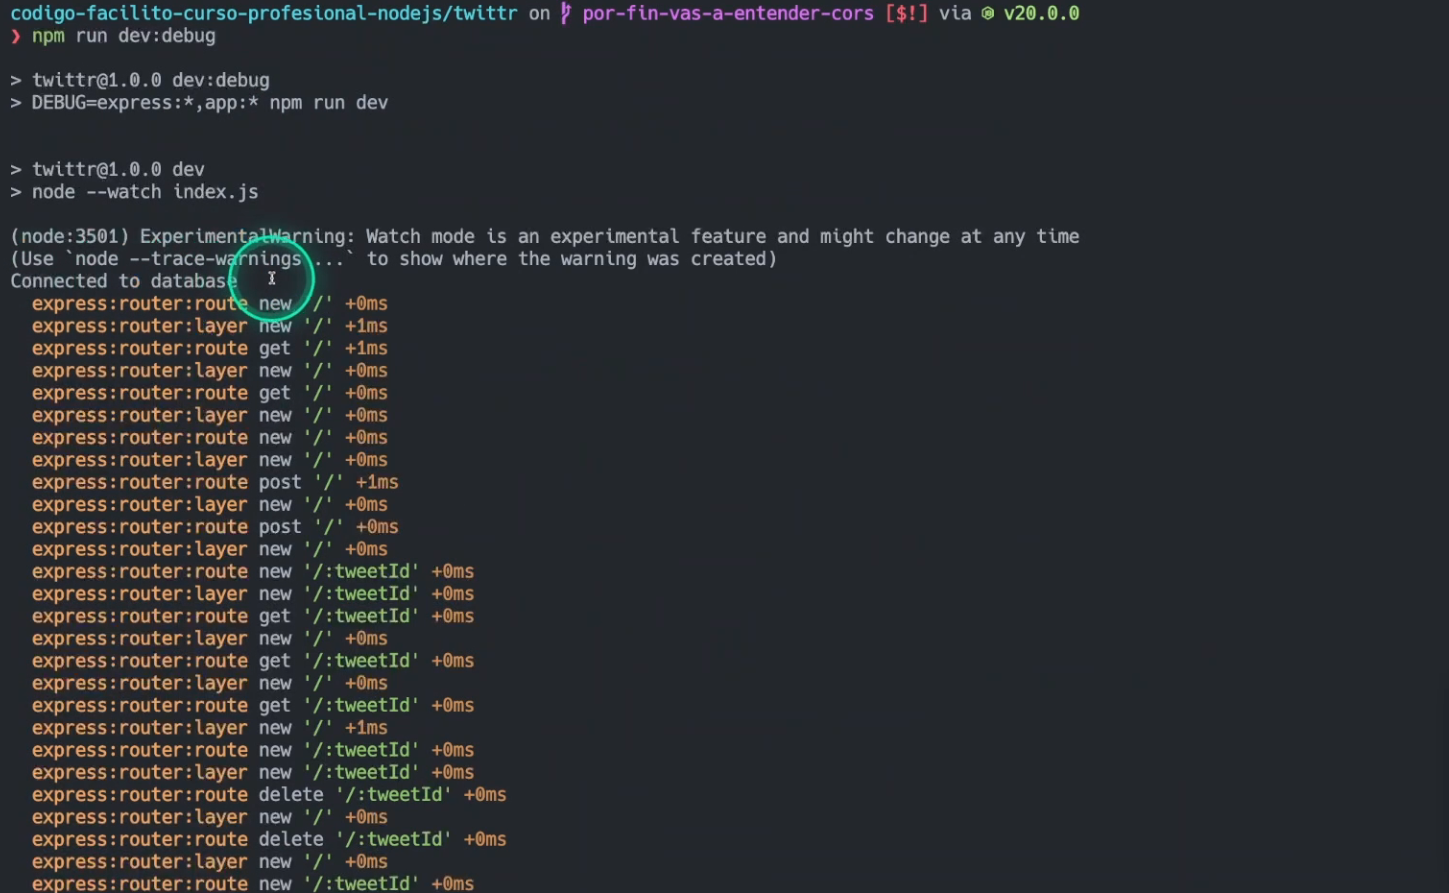 codigo-facilito-curso-profesional-nodejs/twittr on por-fin-vas-a-entender-cors [$!] via v20.0.0
❯ npm run dev:debug
> twittr@1.0.0 dev:debug
> DEBUG=express:*,app:* npm run dev
> twittr@1.0.0 dev
> node --watch index.js
(node:3501) ExperimentalWarning: Watch mode is an experimental feature and might change at any time
(Use `node --trace-warnings ...` to show where the warning was created)
Connected to database
express:router:route new '/' +0ms
express:router:layer new '/' +1ms
express:router:route get '/' +1ms
express:router:layer new '/' +0ms
express:router:route get '/' +0ms
express:router:layer new '/' +0ms
express:router:route new '/' +0ms
express:router:layer new '/' +0ms
express:router:route post '/' +1ms
express:router:layer new '/' +0ms
express:router:route post '/' +0ms
express:router:layer new '/' +0ms
express:router:route new '/:tweetId' +0ms
express:router:layer new '/:tweetId' +0ms
express:router:route get '/:tweetId' +0ms
express:router:layer new '/' +0ms
express:router:route get '/:tweetId' +0ms
express:router:layer new '/' +0ms
express:router:route get '/:tweetId' +0ms
express:router:layer new '/' +1ms
express:router:route new '/:tweetId' +0ms
express:router:layer new '/:tweetId' +0ms
express:router:route delete '/:tweetId' +0ms
express:router:layer new '/' +0ms
express:router:route delete '/:tweetId' +0ms
express:router:layer new '/' +0ms
express:router:route new '/:tweetId' +0ms